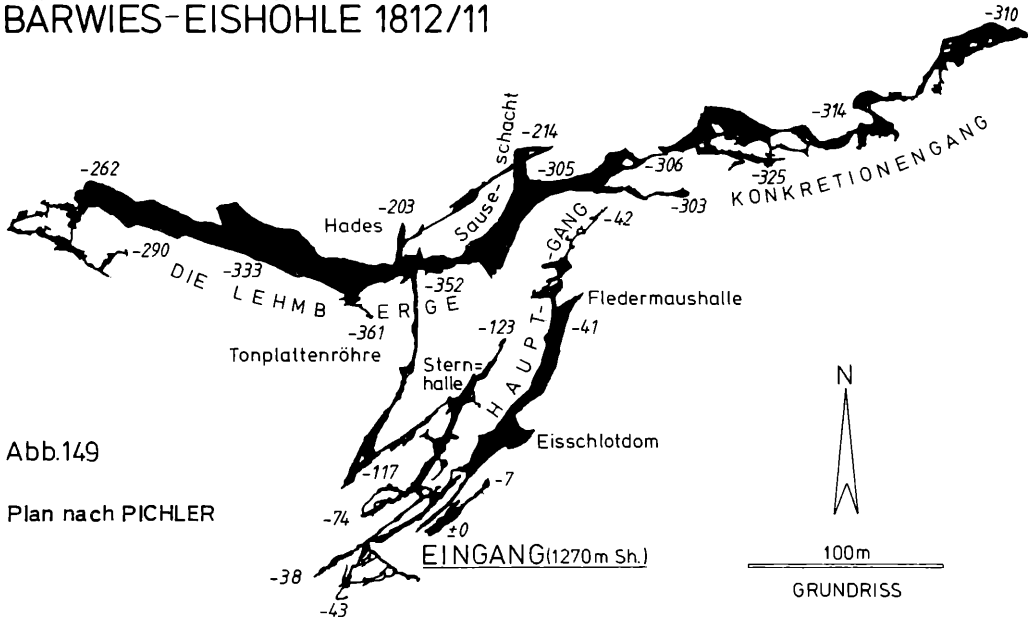 BARWIES-EISHÖHLE 1812/11
-310
-314
schacht
-214
-305
-306
-325
KONKRETIONENGANG
-262
Hades
-203
Sause-
-303
-42
-290
DIE LEHMBERGE
-333
-352
-361
HAUPT-
-GANG
Fledermaushalle
-41
-123
Tonplattenröhre
Stern=
halle
Eisschlotdom
N
Abb.149
-117
-7
-74
Plan nach PICHLER
±0
EINGANG (1270m Sh.)
-38
-43
100m
GRUNDRISS